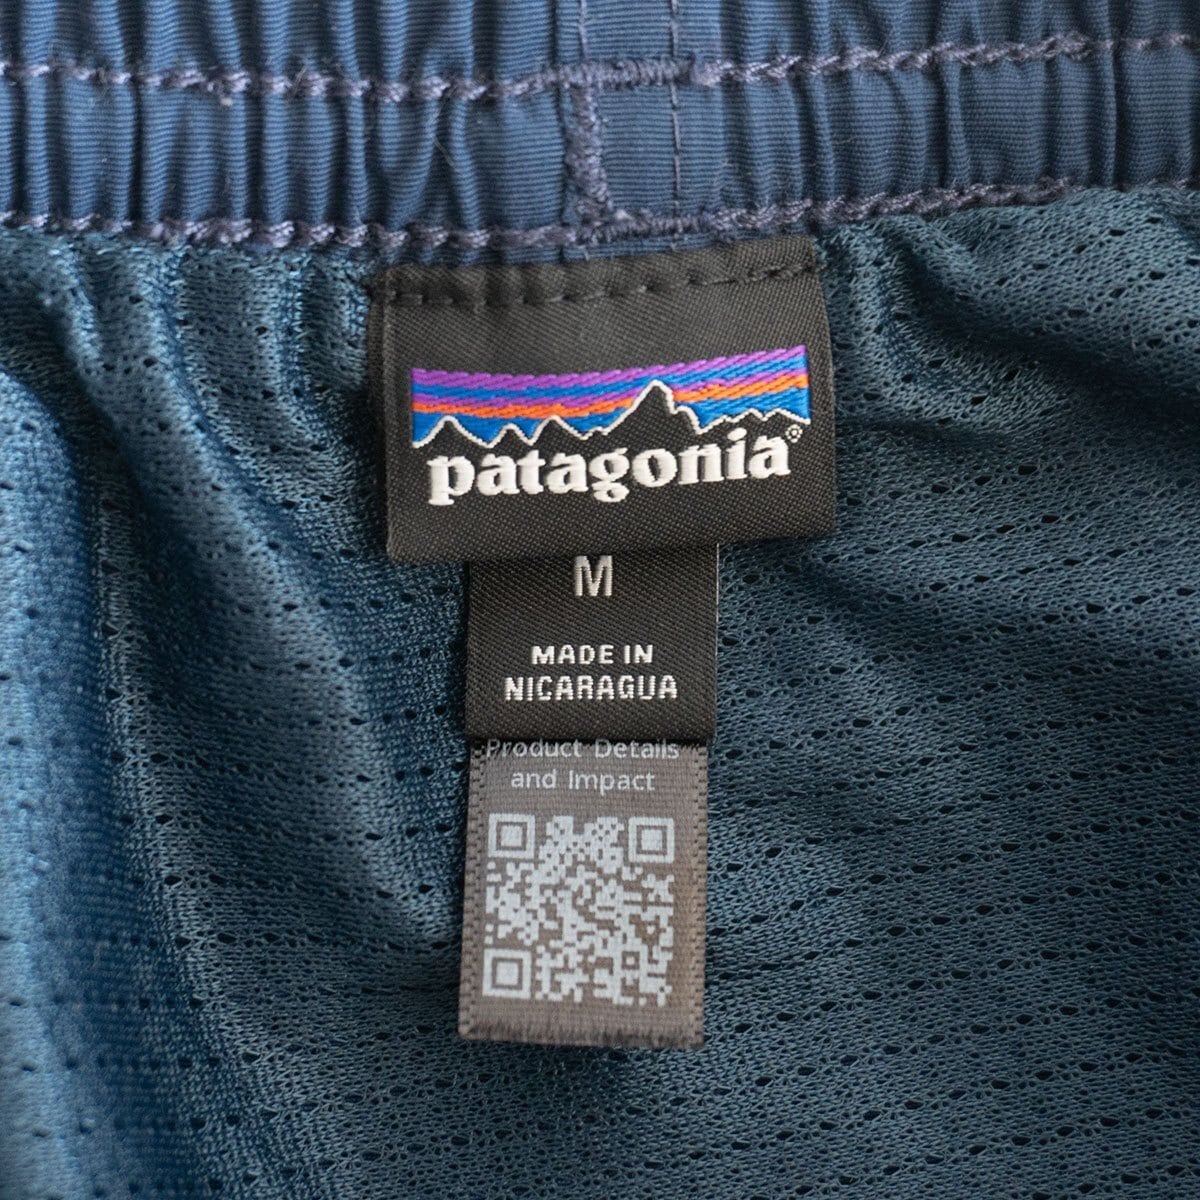 patagonia®
M
MADE IN
NICARAGUA
Product Details
and Impact